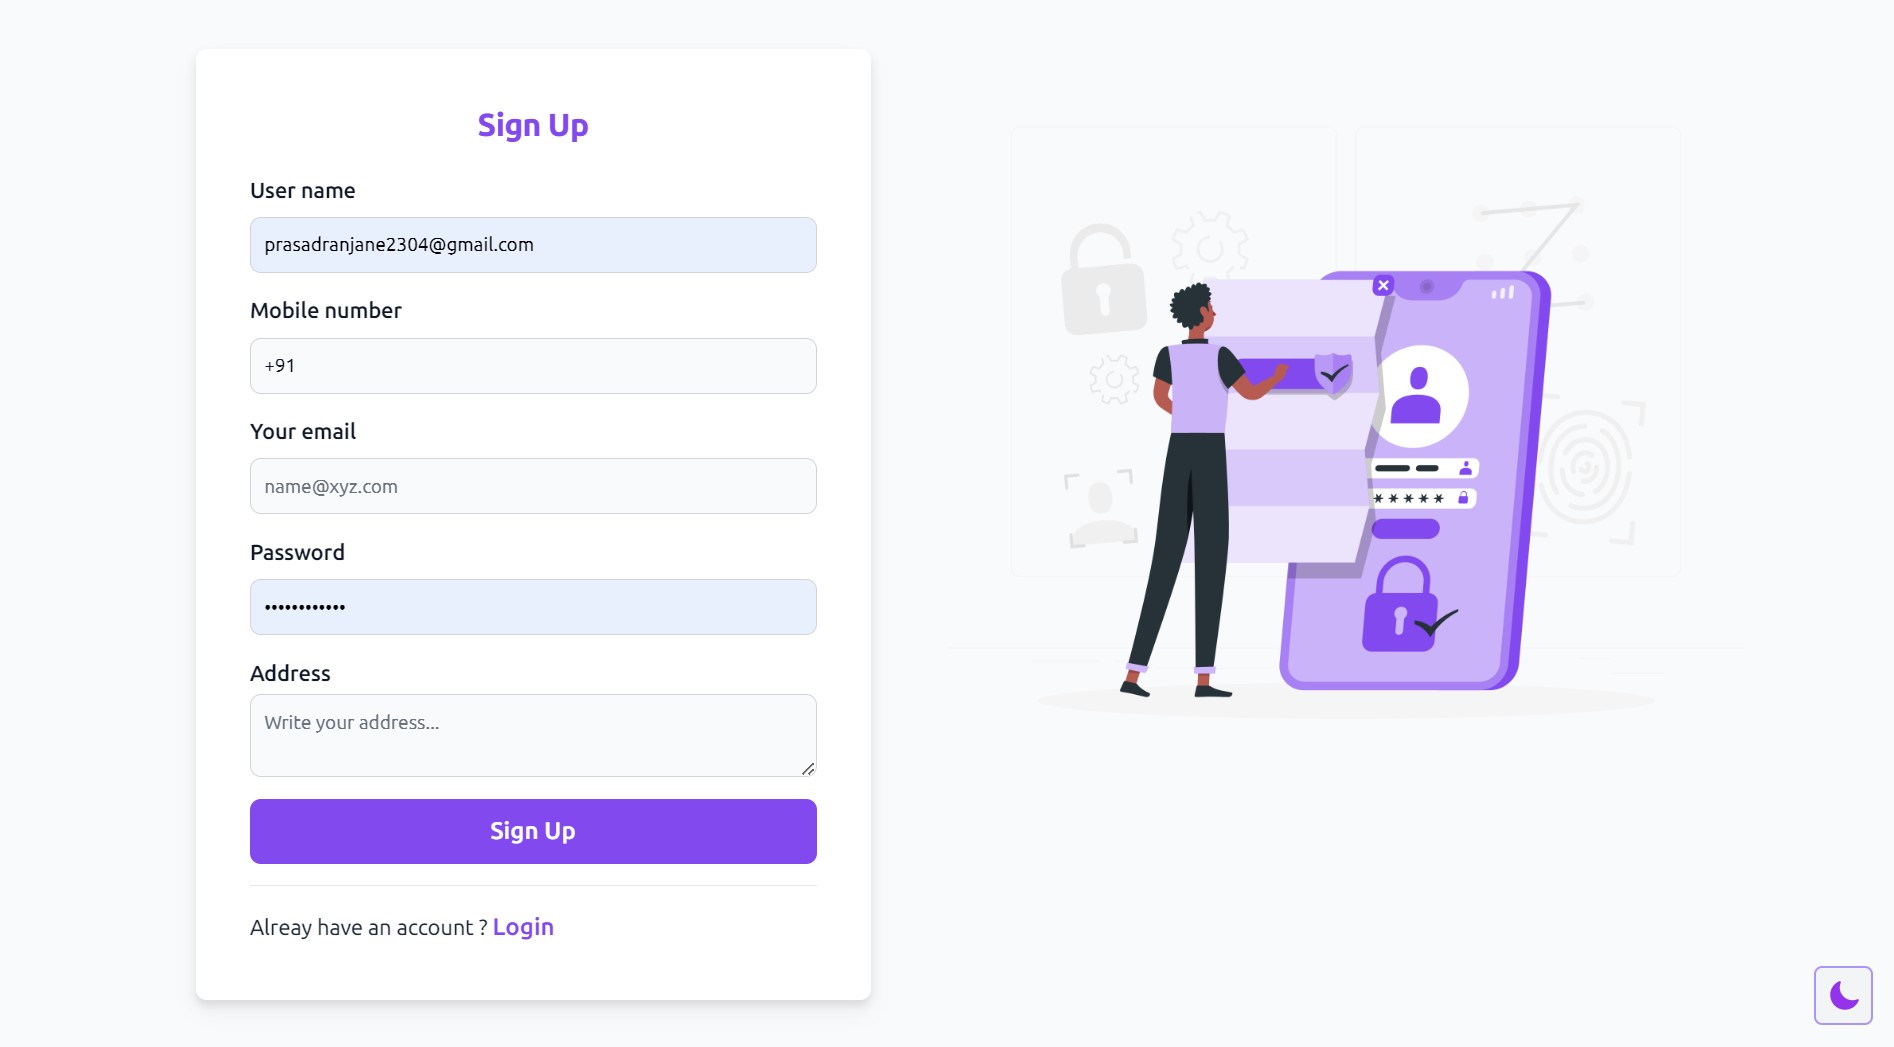 Sign Up
User name
prasadranjane2304@gmail.com
Mobile number
+91
Your email
name@xyz.com
Password
••••••••••••
Address
Write your address...
Sign Up
Alreay have an account ? Login